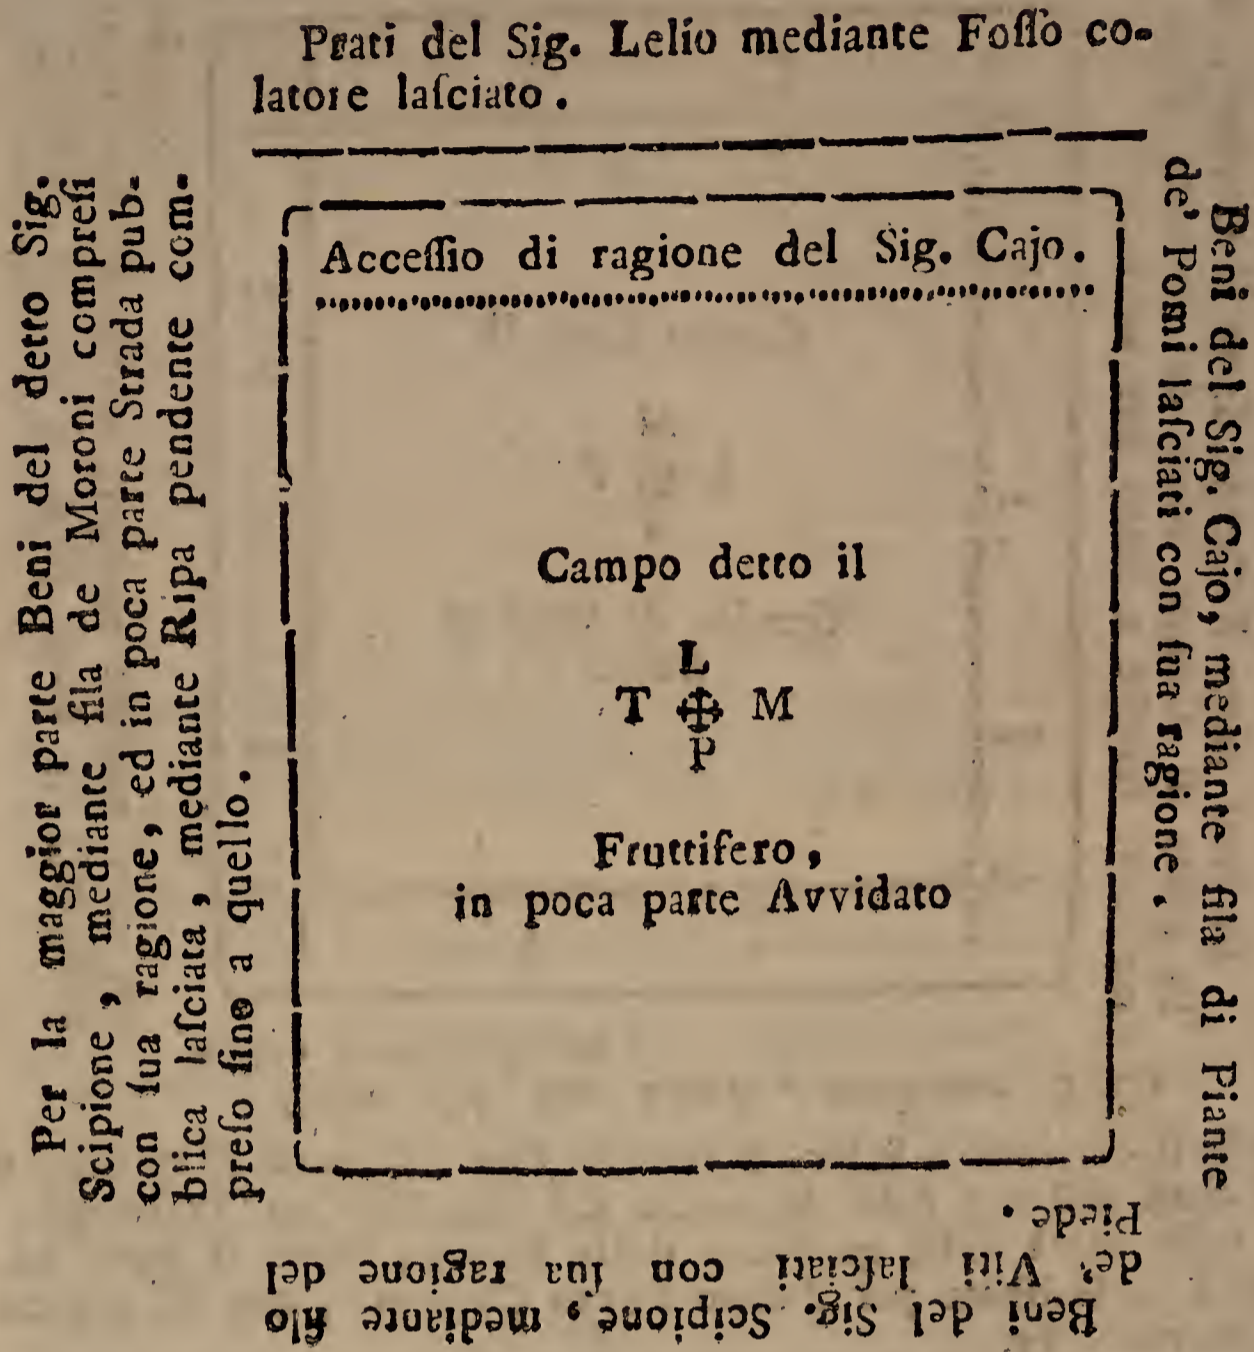 Prati del Sig. Lelio mediante Foſſo co-
latore laſciato.
Acceſſio di ragione del Sig. Cajo.
Campo detto il
L
T M
P
Fruttifero,
in poca parte Avvidato
Beni del Sig. Cajo, mediante fila di Piante
de' Pomi laſciati con ſua ragione.
Beni del Sig. Scipione, mediante filo
de' Viti laſciati con ſua ragione del
Piede.
Per la maggior parte Beni del detto Sig.
Scipione, mediante fila de Moroni compreſi
con ſua ragione, ed in poca parte Strada pub-
blica laſciata, mediante Ripa pendente com-
preſo fino a quello.